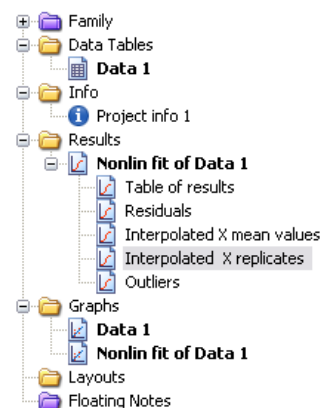 Family
Data Tables
Data 1
Info
Project info 1
Results
Nonlin fit of Data 1
Table of results
Residuals
Interpolated X mean values
Interpolated  X replicates
Outliers
Graphs
Data 1
Nonlin fit of Data 1
Layouts
Floating Notes